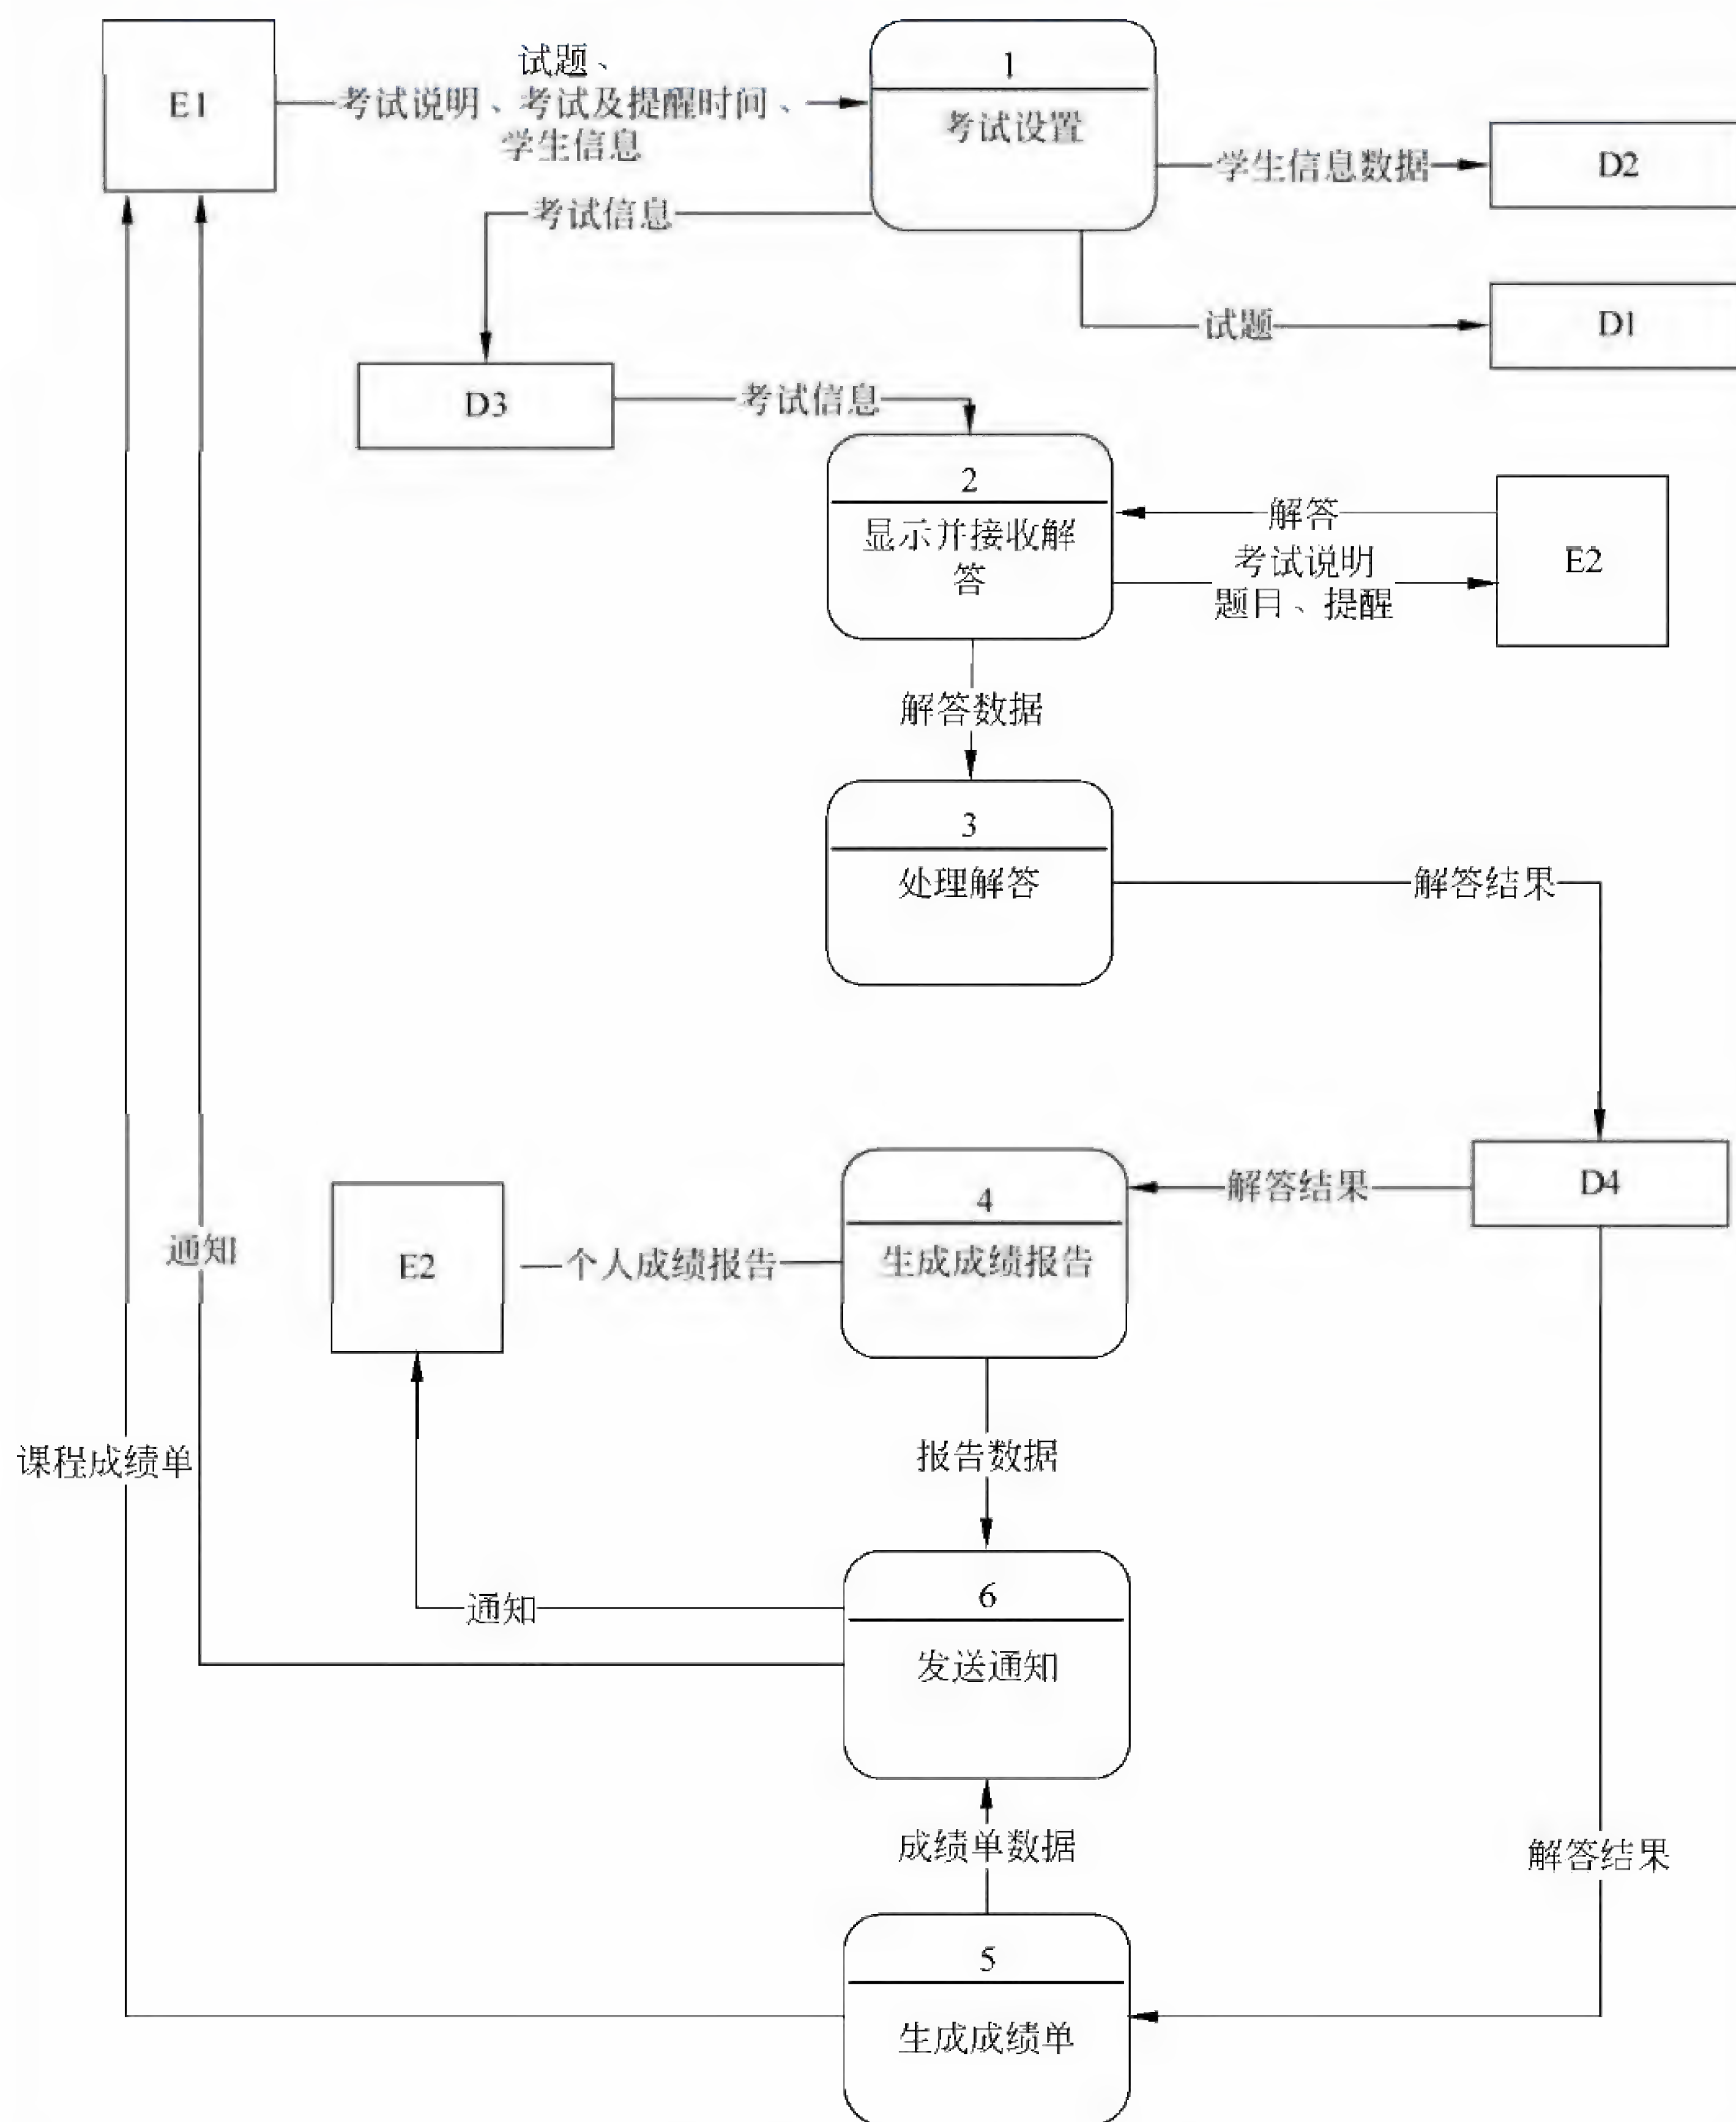 E1
试题、
考试说明、考试及提醒时间、
学生信息
1
考试设置
学生信息数据
D2
考试信息
试题
D1
D3
考试信息
2
显示并接收解
答
解答
考试说明
题目、提醒
E2
解答数据
3
处理解答
解答结果
D4
解答结果
4
生成成绩报告
个人成绩报告
E2
通知
报告数据
课程成绩单
6
发送通知
通知
成绩单数据
解答结果
5
生成成绩单